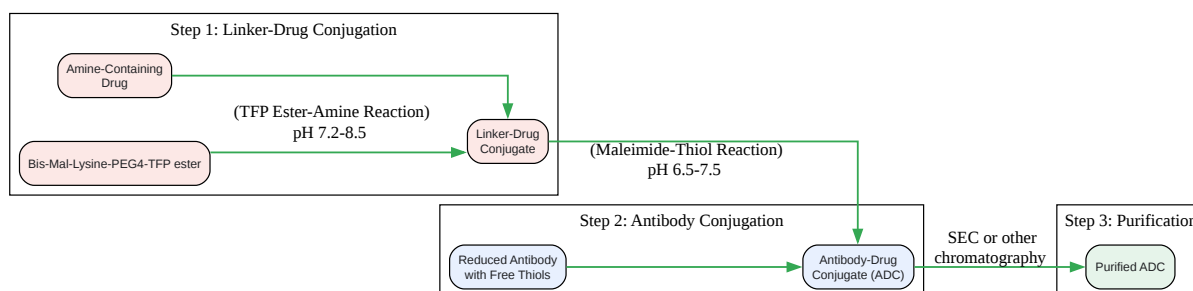 Step 1: Linker-Drug Conjugation
Amine-Containing
Drug
(TFP Ester-Amine Reaction)
pH 7.2-8.5
Bis-Mal-Lysine-PEG4-TFP ester
Linker-Drug
Conjugate
(Maleimide-Thiol Reaction)
pH 6.5-7.5
Step 2: Antibody Conjugation
Reduced Antibody
with Free Thiols
Antibody-Drug
Conjugate (ADC)
SEC or other
chromatography
Step 3: Purification
Purified ADC